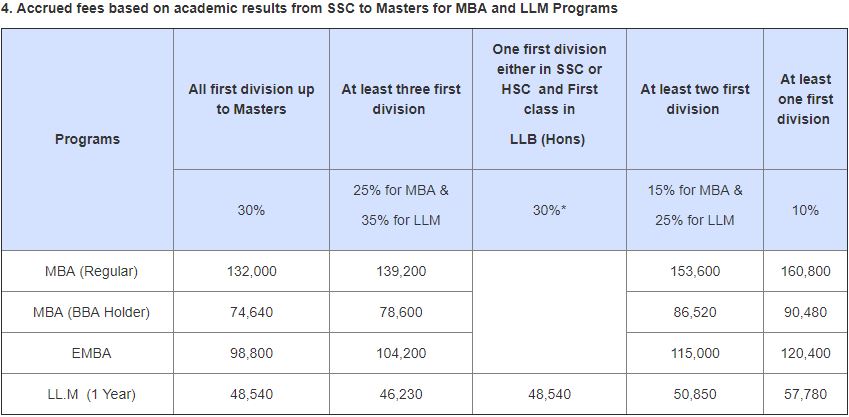 4. Accrued fees based on academic results from SSC to Masters for MBA and LLM Programs
Programs
All first division up
to Masters
At least three first
division
One first division
either in SSC or
HSC and First
class in
LLB (Hons)
At least two first
division
At least
one first
division
30%
25% for MBA &
35% for LLM
30%*
15% for MBA &
25% for LLM
10%
MBA (Regular) 132,000 139,200 153,600 160,800
MBA (BBA Holder) 74,640 78,600 86,520 90,480
EMBA 98,800 104,200 115,000 120,400
LL.M (1 Year) 48,540 46,230 48,540 50,850 57,780